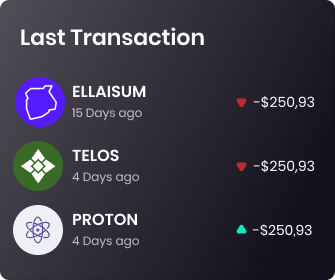 Last Transaction
ELLAISUM
15 Days ago
-$250,93
TELOS
4 Days ago
-$250,93
PROTON
4 Days ago
-$250,93